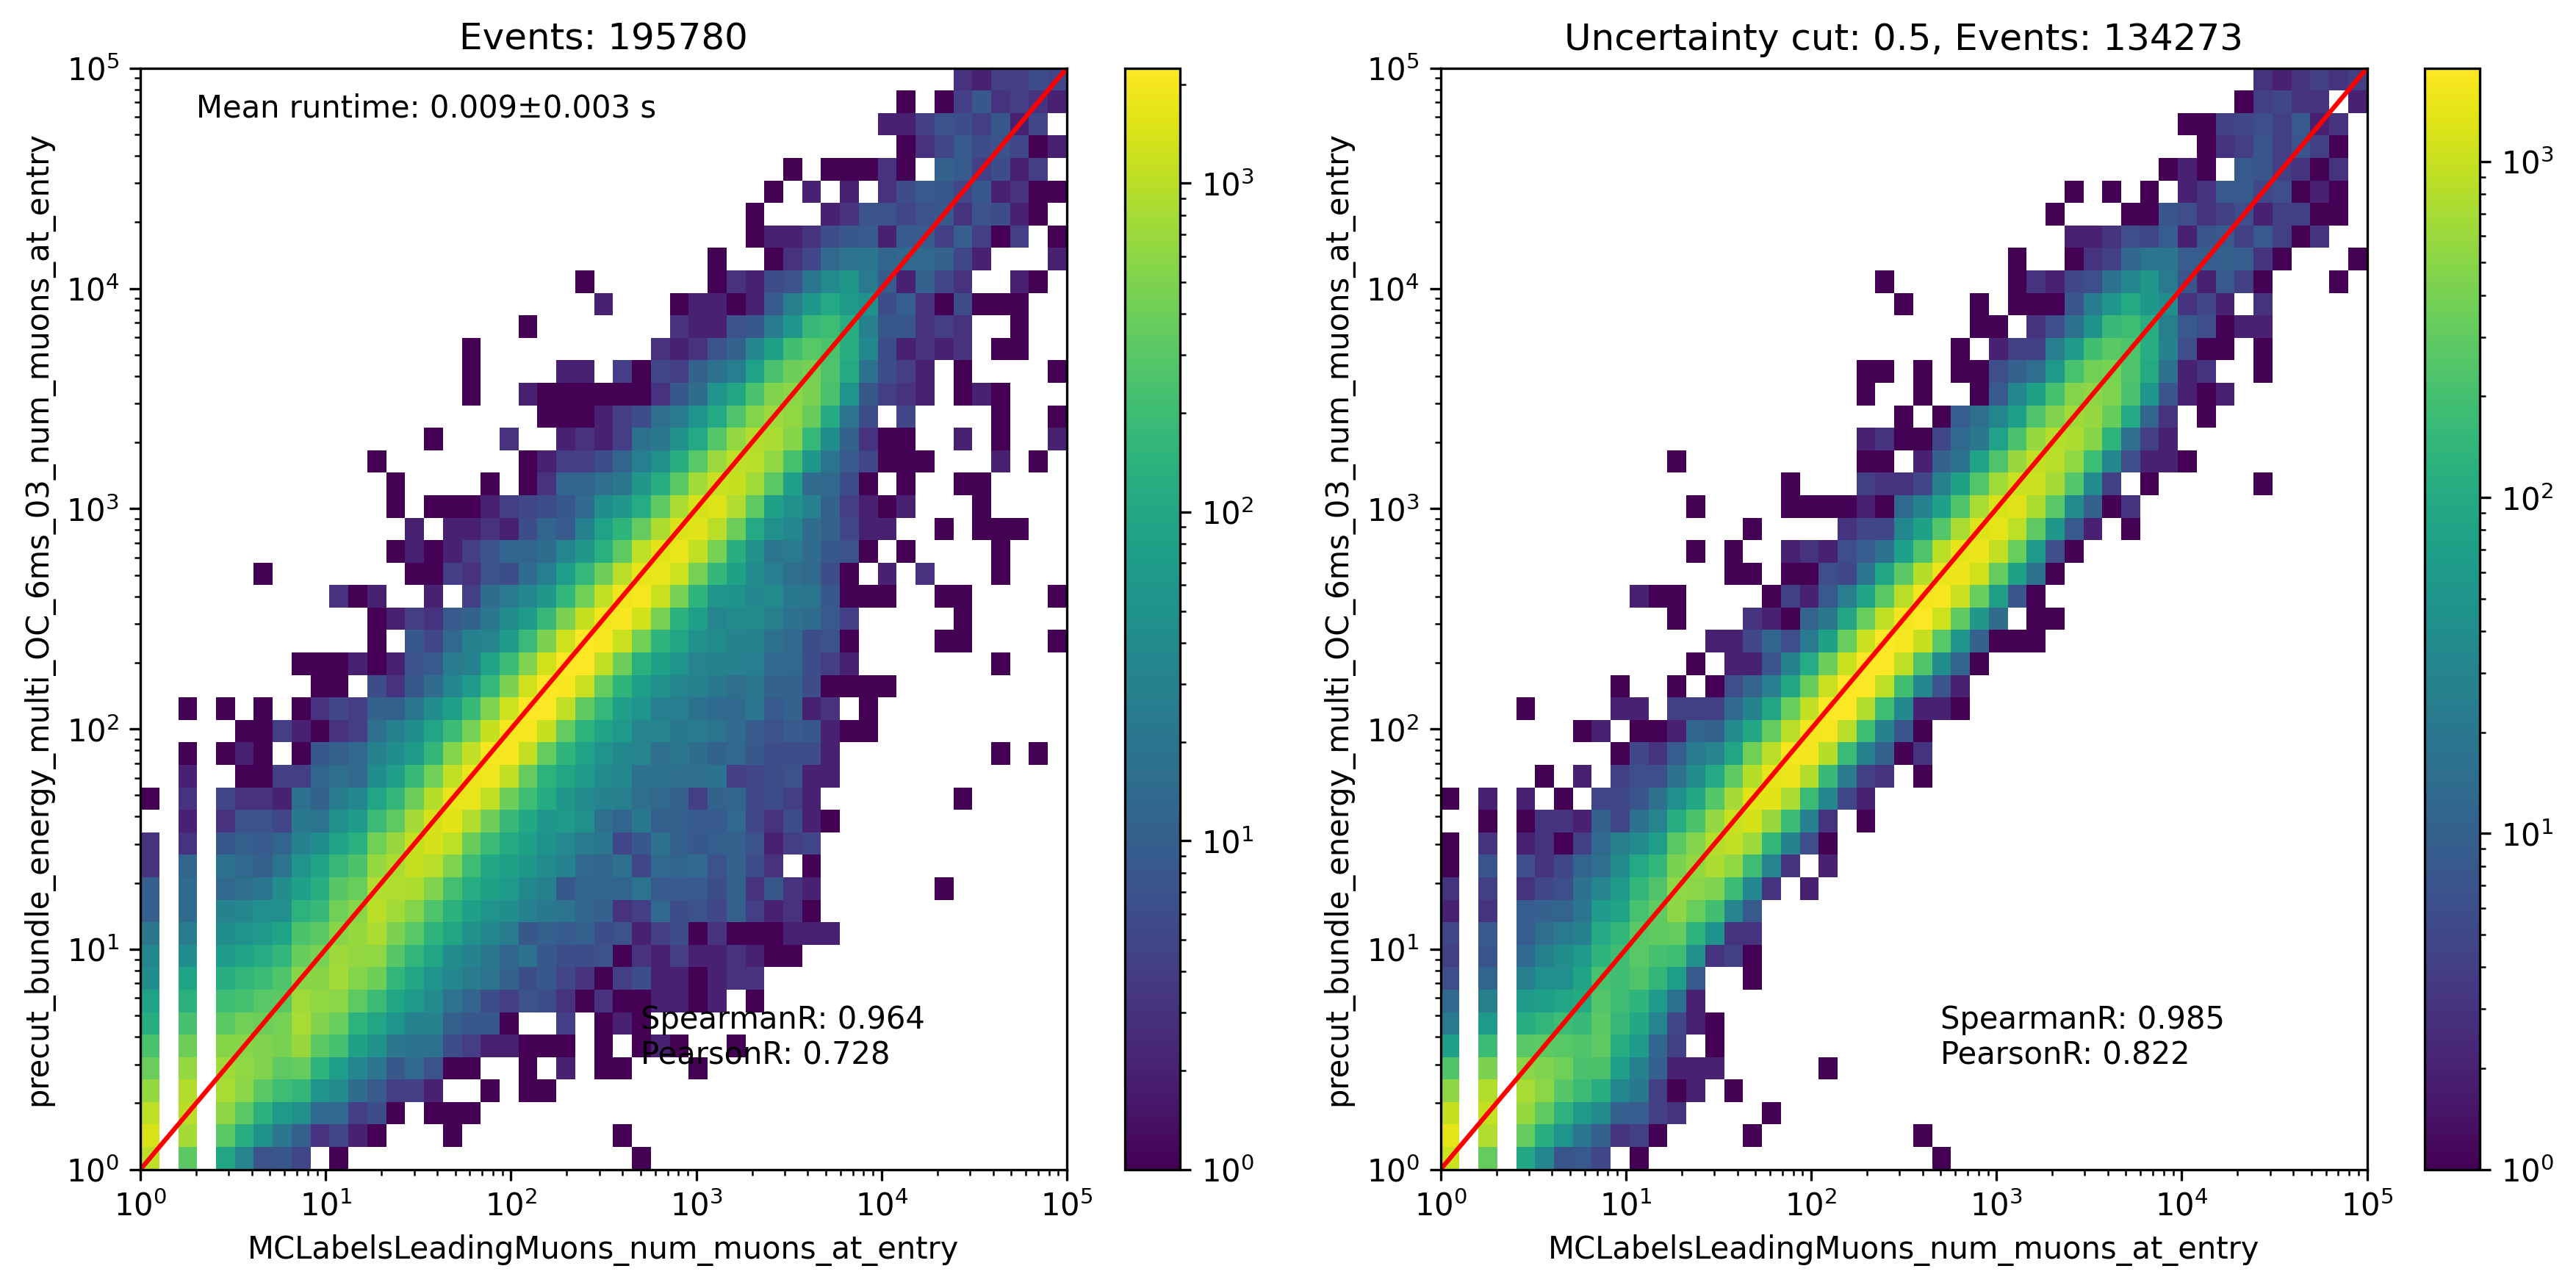 Events: 195780
Mean runtime: 0.009±0.003 s
precut_bundle_energy_multi_OC_6ms_03_num_muons_at_entry
10⁵
10⁴
10³
10²
10¹
10⁰
SpearmanR: 0.964
PearsonR: 0.728
10⁰ 10¹ 10² 10³ 10⁴ 10⁵
MCLabelsLeadingMuons_num_muons_at_entry
10³
10²
10¹
10⁰
Uncertainty cut: 0.5, Events: 134273
precut_bundle_energy_multi_OC_6ms_03_num_muons_at_entry
10⁵
10⁴
10³
10²
10¹
10⁰
SpearmanR: 0.985
PearsonR: 0.822
10⁰ 10¹ 10² 10³ 10⁴ 10⁵
MCLabelsLeadingMuons_num_muons_at_entry
10³
10²
10¹
10⁰